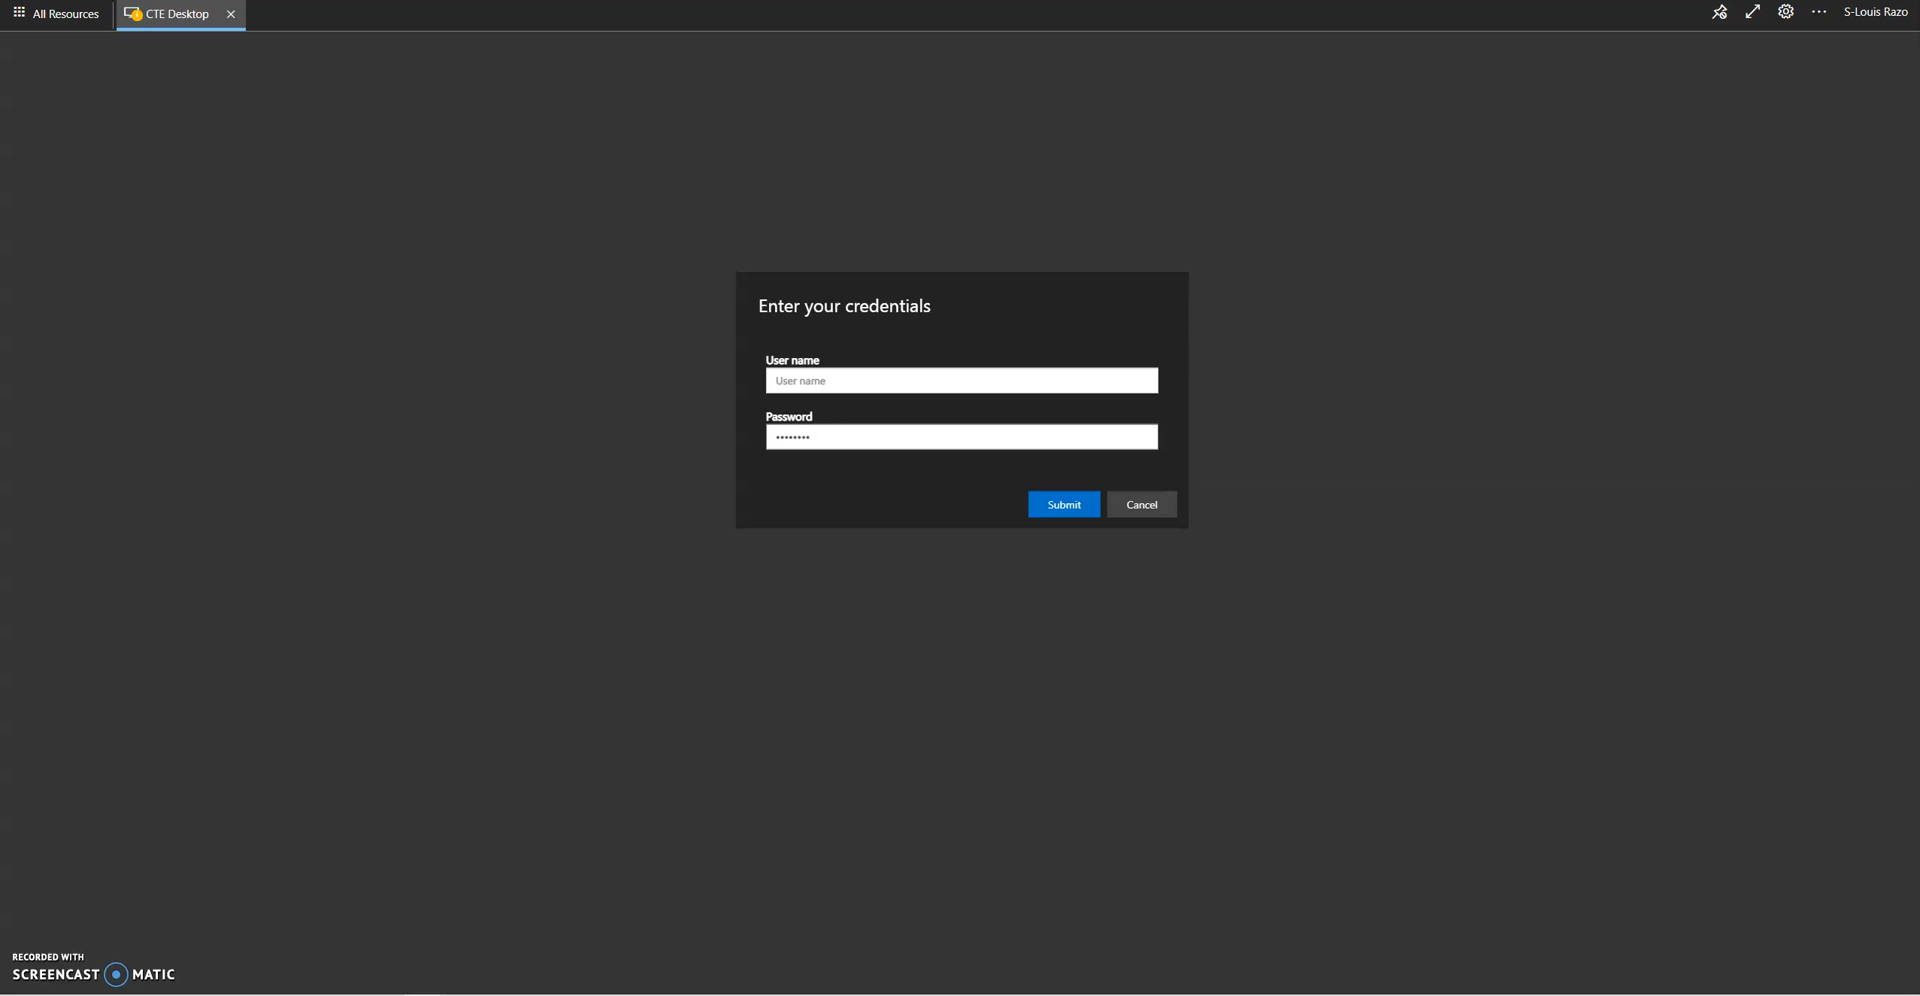 All Resources
CTE Desktop
S-Louis Razo
Enter your credentials
User name
User name
Password
••••••••
Submit
Cancel
RECORDED WITH
SCREENCAST MATIC